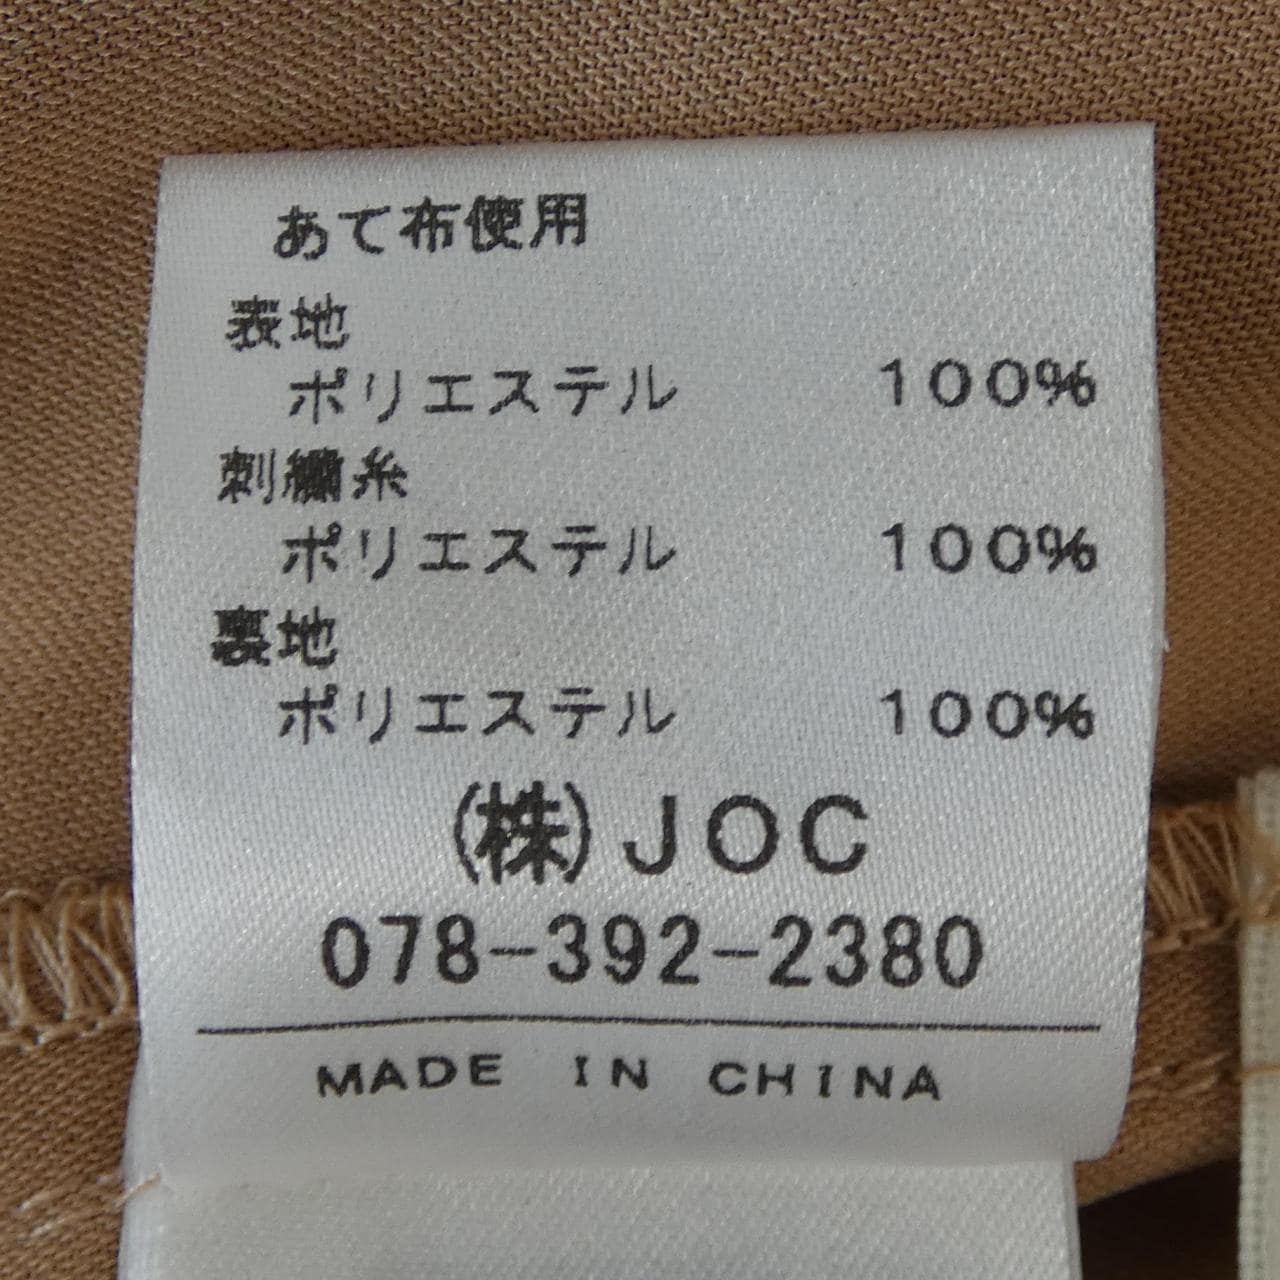 あて布使用
表地
ポリエステル 100%
刺繍糸
ポリエステル 100%
裏地
ポリエステル 100%
(株)JOC
078-392-2380
MADE IN CHINA